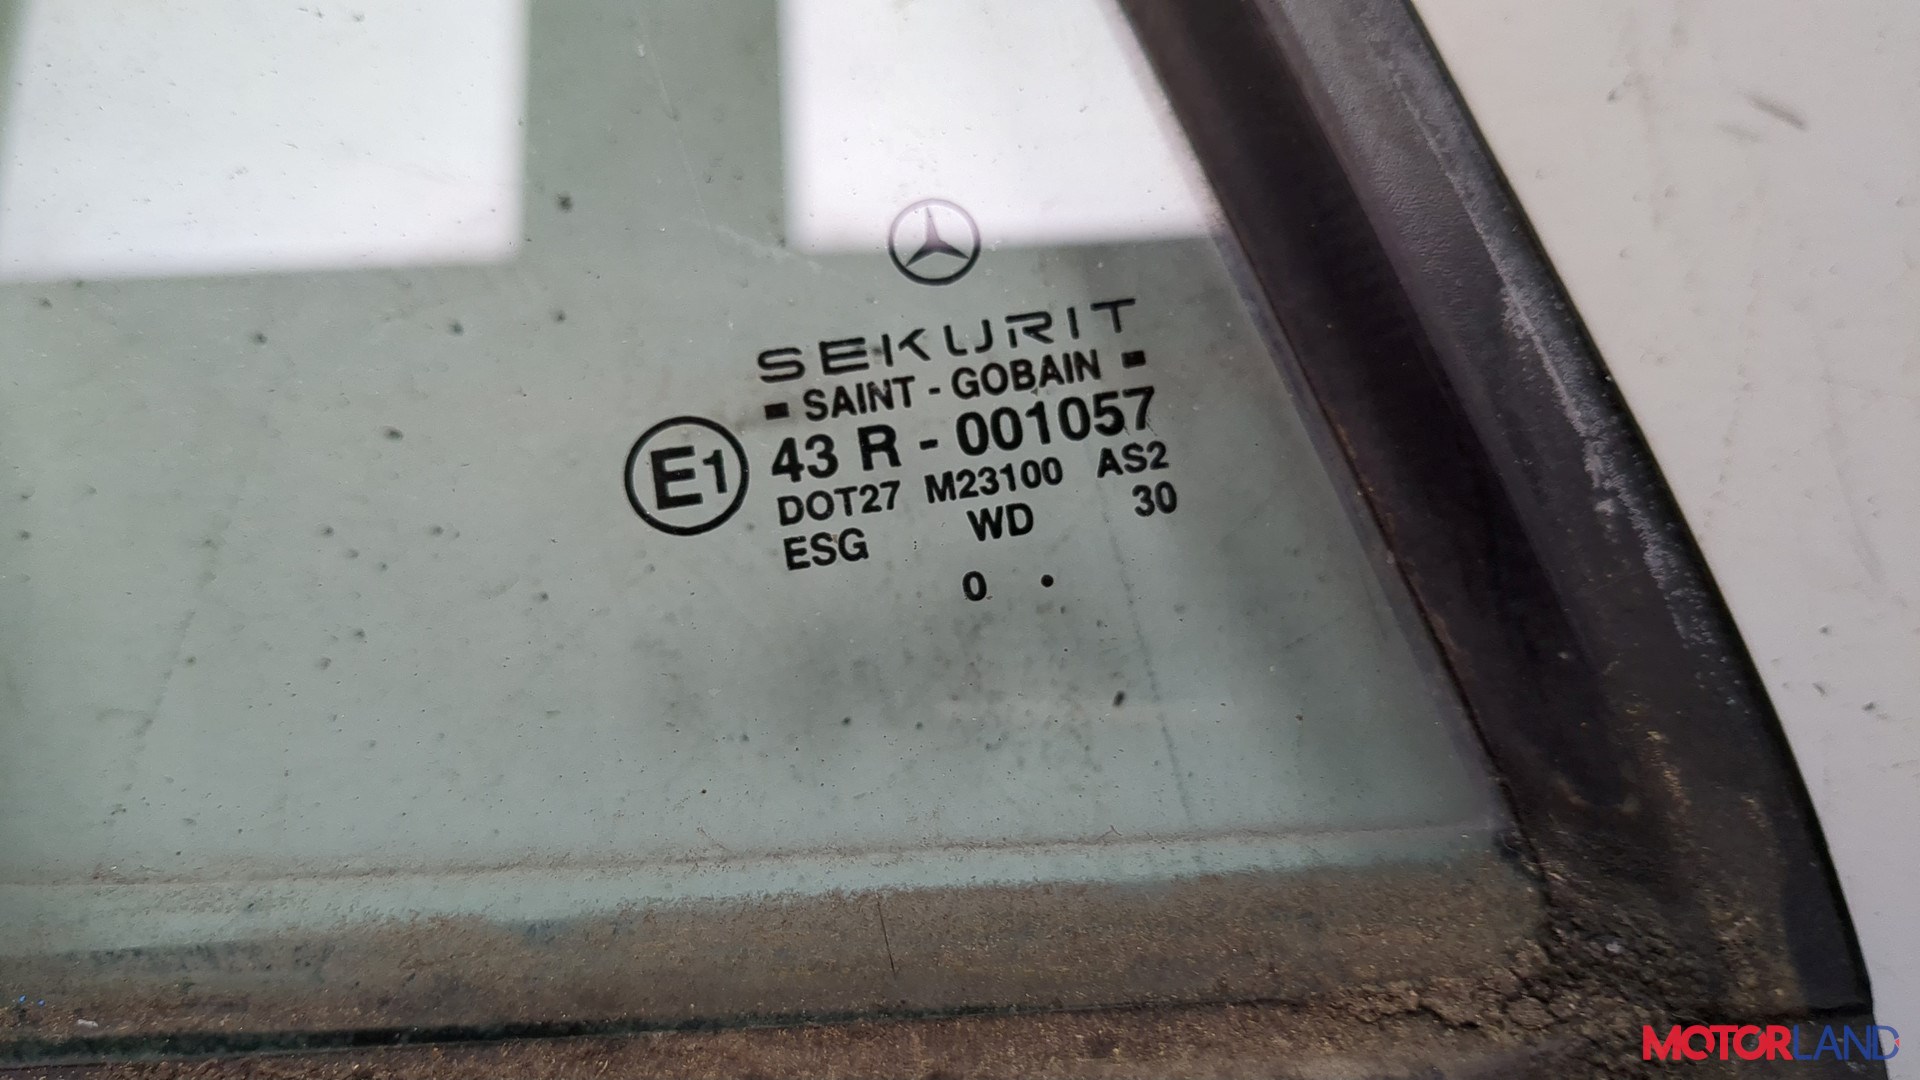 SEKURIT
SAINT - GOBAIN
E1 43 R - 001057
DOT27 M23100 AS2
ESG WD 30
0 .
MOTORLAND